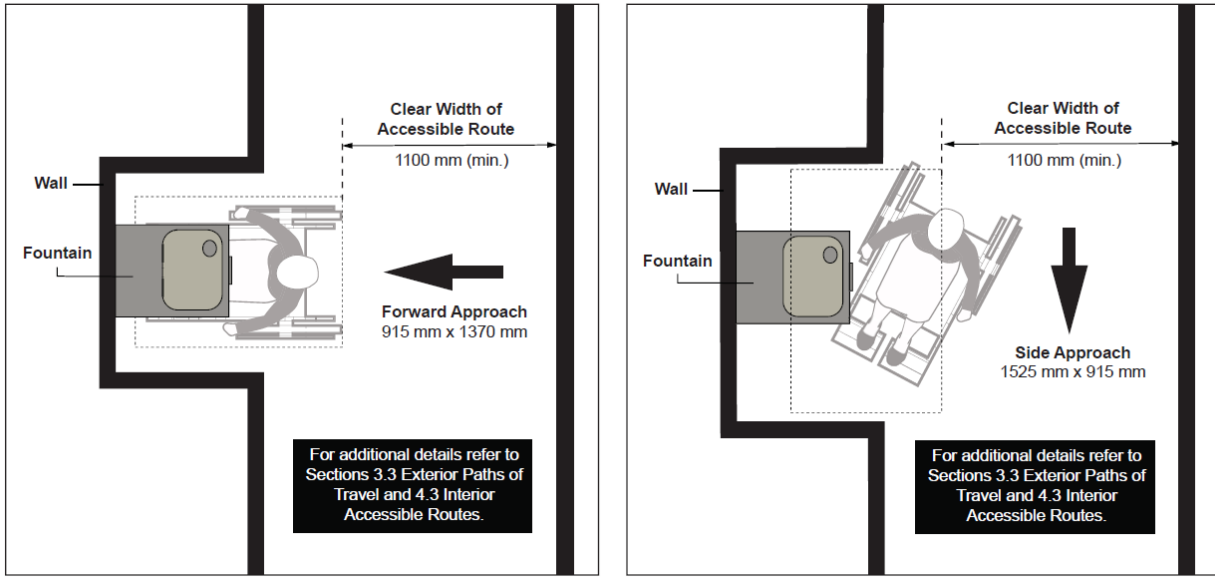 Clear Width of
Accessible Route
1100 mm (min.)
Wall
Fountain
Forward Approach
915 mm x 1370 mm
For additional details refer to
Sections 3.3 Exterior Paths of
Travel and 4.3 Interior
Accessible Routes.
Clear Width of
Accessible Route
1100 mm (min.)
Wall
Fountain
Side Approach
1525 mm x 915 mm
For additional details refer to
Sections 3.3 Exterior Paths of
Travel and 4.3 Interior
Accessible Routes.